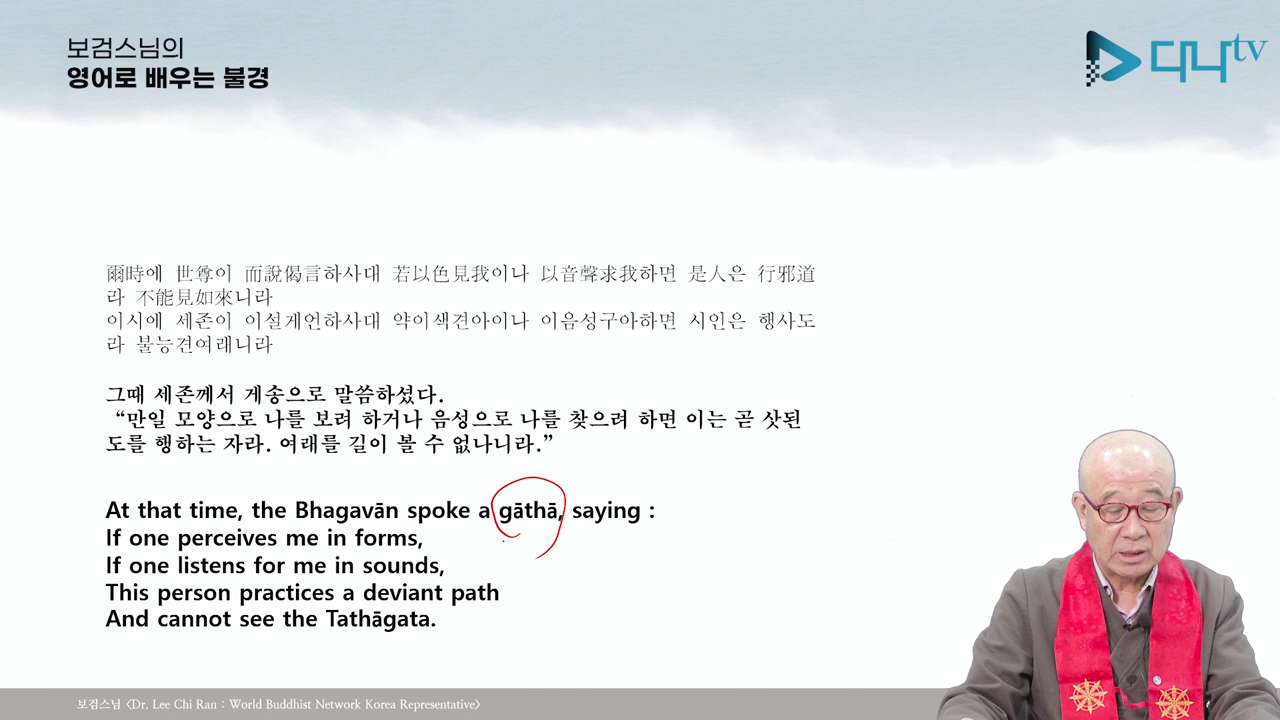 보검스님의
영어로 배우는 불경
디나tv
爾時에 世尊이 而說偈言하사대 若以色見我이나 以音聲求我하면 是人은 行邪道
라 不能見如來니라
이시에 세존이 이설게언하사대 약이색견아이나 이음성구아하면 시인은 행사도
라 불능견여래니라
그때 세존께서 게송으로 말씀하셨다.
“만일 모양으로 나를 보려 하거나 음성으로 나를 찾으려 하면 이는 곧 삿된
도를 행하는 자라. 여래를 길이 볼 수 없나니라.”
At that time, the Bhagavān spoke a gāthā, saying :
If one perceives me in forms,
If one listens for me in sounds,
This person practices a deviant path
And cannot see the Tathāgata.
보검스님 <Dr. Lee Chi Ran : World Buddhist Network Korea Representative>